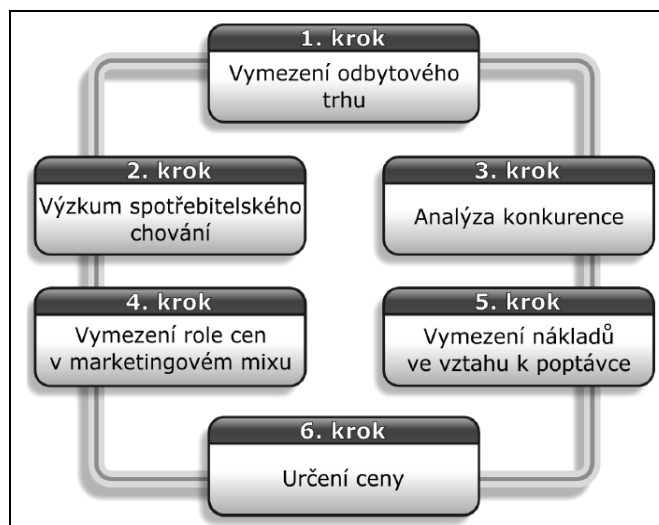 1. krok
Vymezení odbytového
trhu
2. krok
Výzkum spotřebitelského
chování
3. krok
Analýza konkurence
4. krok
Vymezení role cen
v marketingovém mixu
5. krok
Vymezení nákladů
ve vztahu k poptávce
6. krok
Určení ceny